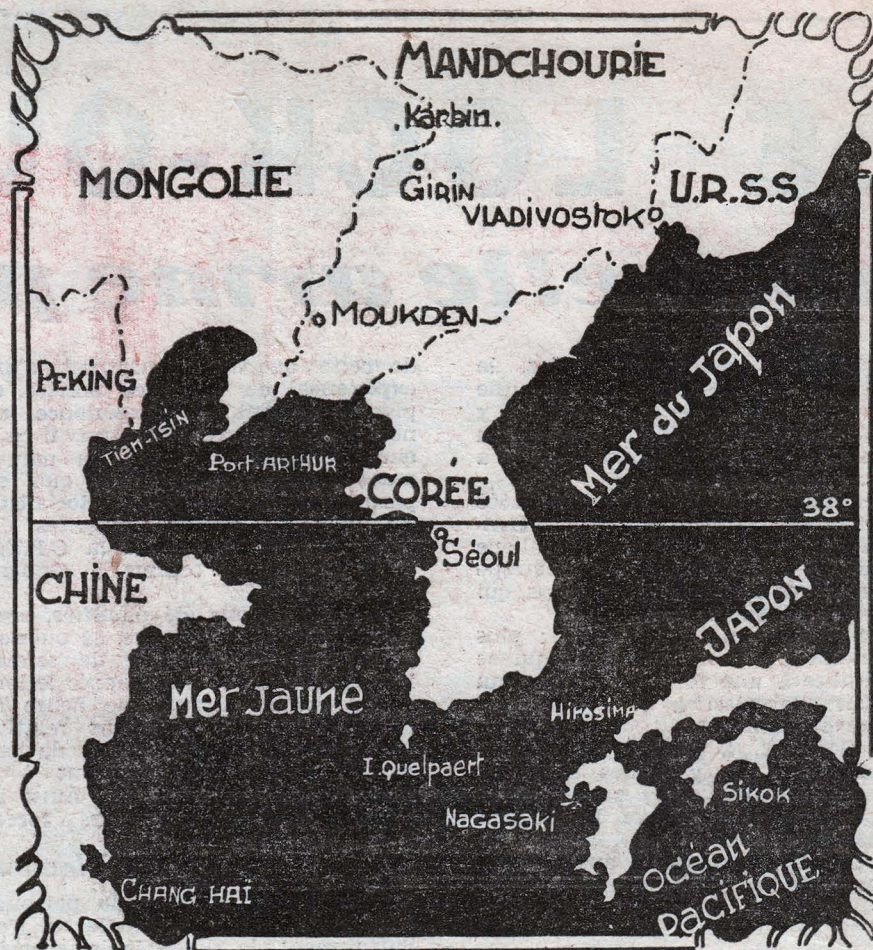 MANDCHOURIE
.Karbin.
MONGOLIE
GIRIN
U.R.S.S
VLADIVOSTOK
MOUKDEN
PEKING
Mer du Japon
Tien-TSIN
Port.ARTHUR
CORÉE
38°
Séoul
CHINE
JAPON
Mer JAUNE
HIROSIMA
I.Quelpaert
SIKOK
NAGASAKI
OCÉAN
PACIFIQUE
CHANG HAÏ